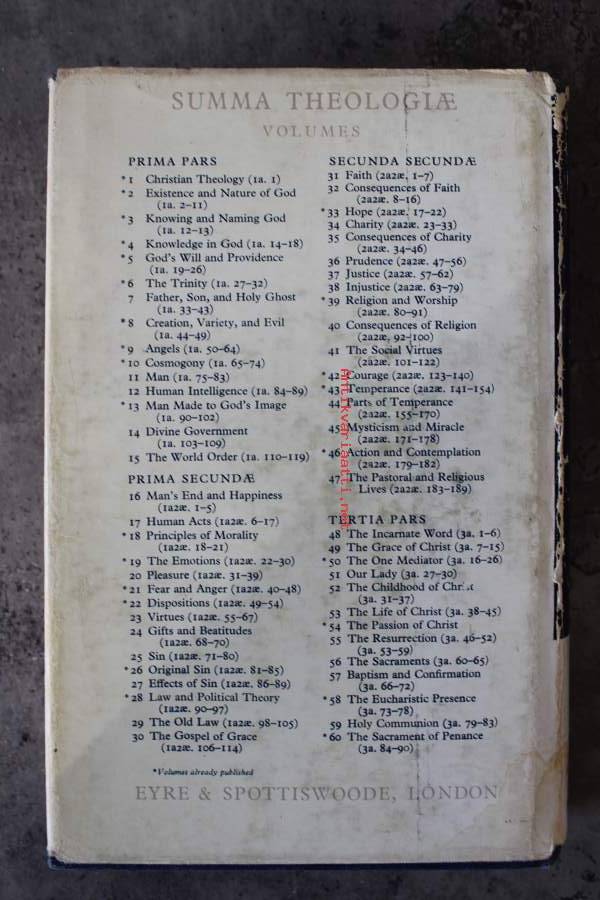 SUMMA THEOLOGIÆ
VOLUMES
PRIMA PARS
*1 Christian Theology (1a. 1)
*2 Existence and Nature of God
(1a. 2–11)
*3 Knowing and Naming God
(1a. 12–13)
*4 Knowledge in God (1a. 14–18)
*5 God's Will and Providence
(1a. 19–26)
*6 The Trinity (1a. 27–32)
7 Father, Son, and Holy Ghost
(1a. 33–43)
*8 Creation, Variety, and Evil
(1a. 44–49)
*9 Angels (1a. 50–64)
*10 Cosmogony (1a. 65–74)
11 Man (1a. 75–83)
12 Human Intelligence (1a. 84–89)
*13 Man Made to God's Image
(1a. 90–102)
14 Divine Government
(1a. 103–109)
15 The World Order (1a. 110–119)
PRIMA SECUNDÆ
16 Man's End and Happiness
(1a2æ. 1–5)
17 Human Acts (1a2æ. 6–17)
*18 Principles of Morality
(1a2æ. 18–21)
*19 The Emotions (1a2æ. 22–30)
20 Pleasure (1a2æ. 31–39)
*21 Fear and Anger (1a2æ. 40–48)
*22 Dispositions (1a2æ. 49–54)
23 Virtues (1a2æ. 55–67)
24 Gifts and Beatitudes
(1a2æ. 68–70)
25 Sin (1a2æ. 71–80)
*26 Original Sin (1a2æ. 81–85)
27 Effects of Sin (1a2æ. 86–89)
*28 Law and Political Theory
(1a2æ. 90–97)
29 The Old Law (1a2æ. 98–105)
30 The Gospel of Grace
(1a2æ. 106–114)
SECUNDA SECUNDÆ
31 Faith (2a2æ. 1–7)
32 Consequences of Faith
(2a2æ. 8–16)
*33 Hope (2a2æ. 17–22)
34 Charity (2a2æ. 23–33)
35 Consequences of Charity
(2a2æ. 34–46)
36 Prudence (2a2æ. 47–56)
37 Justice (2a2æ. 57–62)
38 Injustice (2a2æ. 63–79)
*39 Religion and Worship
(2a2æ. 80–91)
40 Consequences of Religion
(2a2æ. 92–100)
41 The Social Virtues
(2a2æ. 101–122)
*42 Courage (2a2æ. 123–140)
*43 Temperance (2a2æ. 141–154)
44 Parts of Temperance
(2a2æ. 155–170)
45 Mysticism and Miracle
(2a2æ. 171–178)
*46 Action and Contemplation
(2a2æ. 179–182)
47 The Pastoral and Religious
Lives (2a2æ. 183–189)
TERTIA PARS
48 The Incarnate Word (3a. 1–6)
49 The Grace of Christ (3a. 7–15)
*50 The One Mediator (3a. 16–26)
51 Our Lady (3a. 27–30)
52 The Childhood of Christ
(3a. 31–37)
53 The Life of Christ (3a. 38–45)
*54 The Passion of Christ
55 The Resurrection (3a. 46–52)
(3a. 53–59)
56 The Sacraments (3a. 60–65)
57 Baptism and Confirmation
(3a. 66–72)
*58 The Eucharistic Presence
(3a. 73–78)
59 Holy Communion (3a. 79–83)
*60 The Sacrament of Penance
(3a. 84–90)
*Volumes already published
EYRE & SPOTTISWOODE, LONDON
antikvariaatti.net